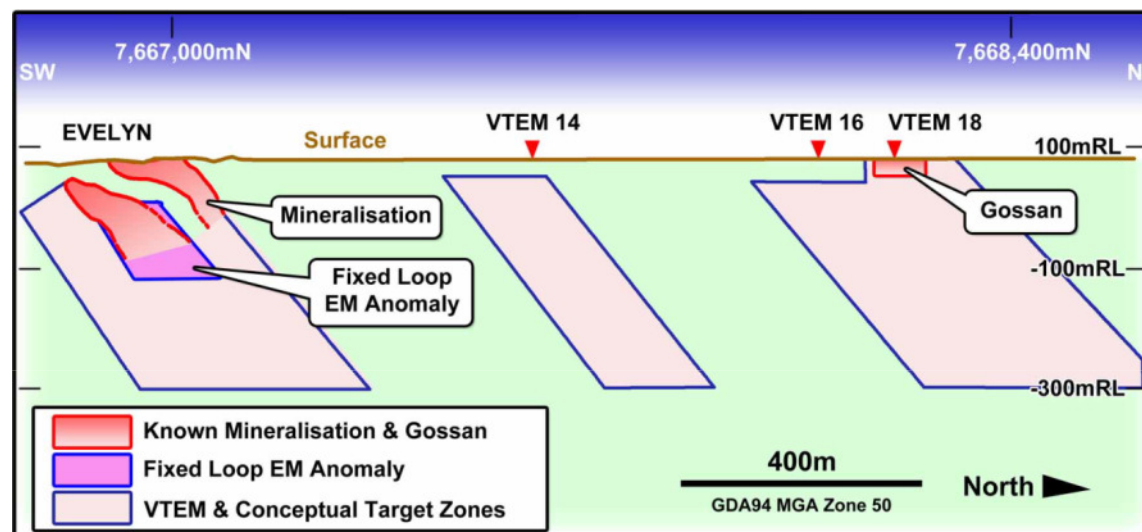 7,667,000mN
7,668,400mN
SW
N
EVELYN
Surface
VTEM 14
VTEM 16
VTEM 18
100mRL
Mineralisation
Gossan
Fixed Loop
EM Anomaly
-100mRL
-300mRL
Known Mineralisation & Gossan
Fixed Loop EM Anomaly
VTEM & Conceptual Target Zones
400m
GDA94 MGA Zone 50
North